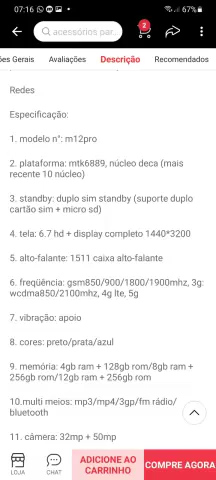 07:16
67%
acessórios par...
2
ões Gerais Avaliações Descrição Recomendados
Redes
Especificação:
1. modelo n°: m12pro
2. plataforma: mtk6889, núcleo deca (mais
recente 10 núcleo)
3. standby: duplo sim standby (suporte duplo
cartão sim + micro sd)
4. tela: 6.7 hd + display completo 1440*3200
5. alto-falante: 1511 caixa alto-falante
6. freqüência: gsm850/900/1800/1900mhz, 3g:
wcdma850/2100mhz, 4g lte, 5g
7. vibração: apoio
8. cores: preto/prata/azul
9. memória: 4gb ram + 128gb rom/8gb ram +
256gb rom/12gb ram + 256gb rom
10.multi meios: mp3/mp4/3gp/fm rádio/
bluetooth
11. câmera: 32mp + 50mp
LOJA
CHAT
ADICIONE AO
CARRINHO
COMPRE AGORA